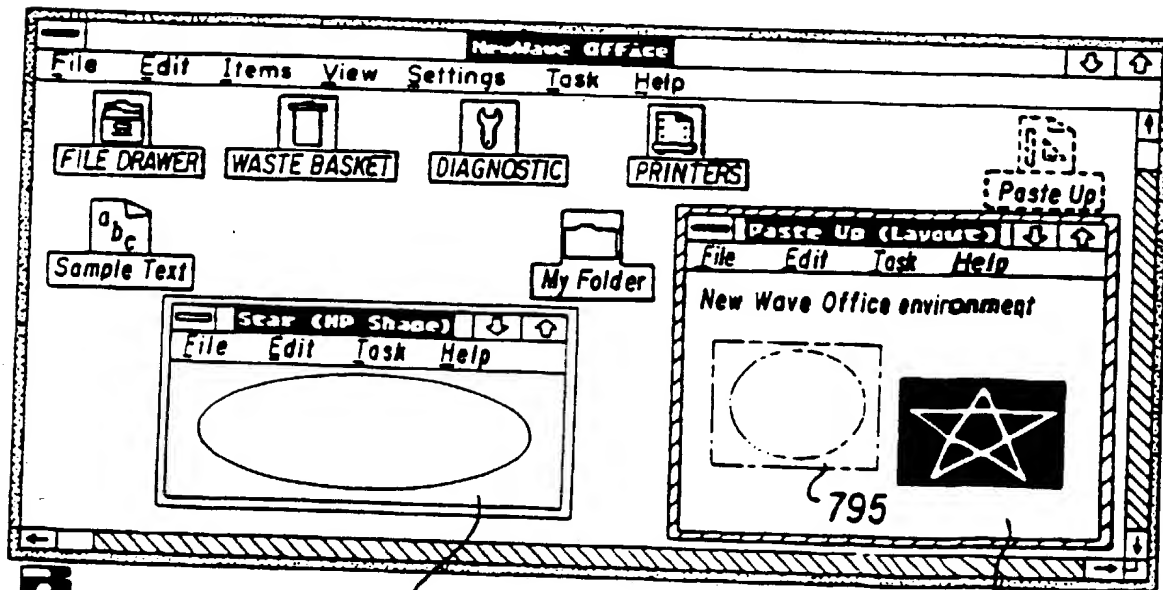 NewWave Office
File Edit Items View Settings Task Help
FILE DRAWER WASTE BASKET DIAGNOSTIC PRINTERS
Paste Up
abc
Sample Text
My Folder
Paste Up (Layout)
File Edit Task Help
New Wave Office environment
Star (HP Shape)
File Edit Task Help
795